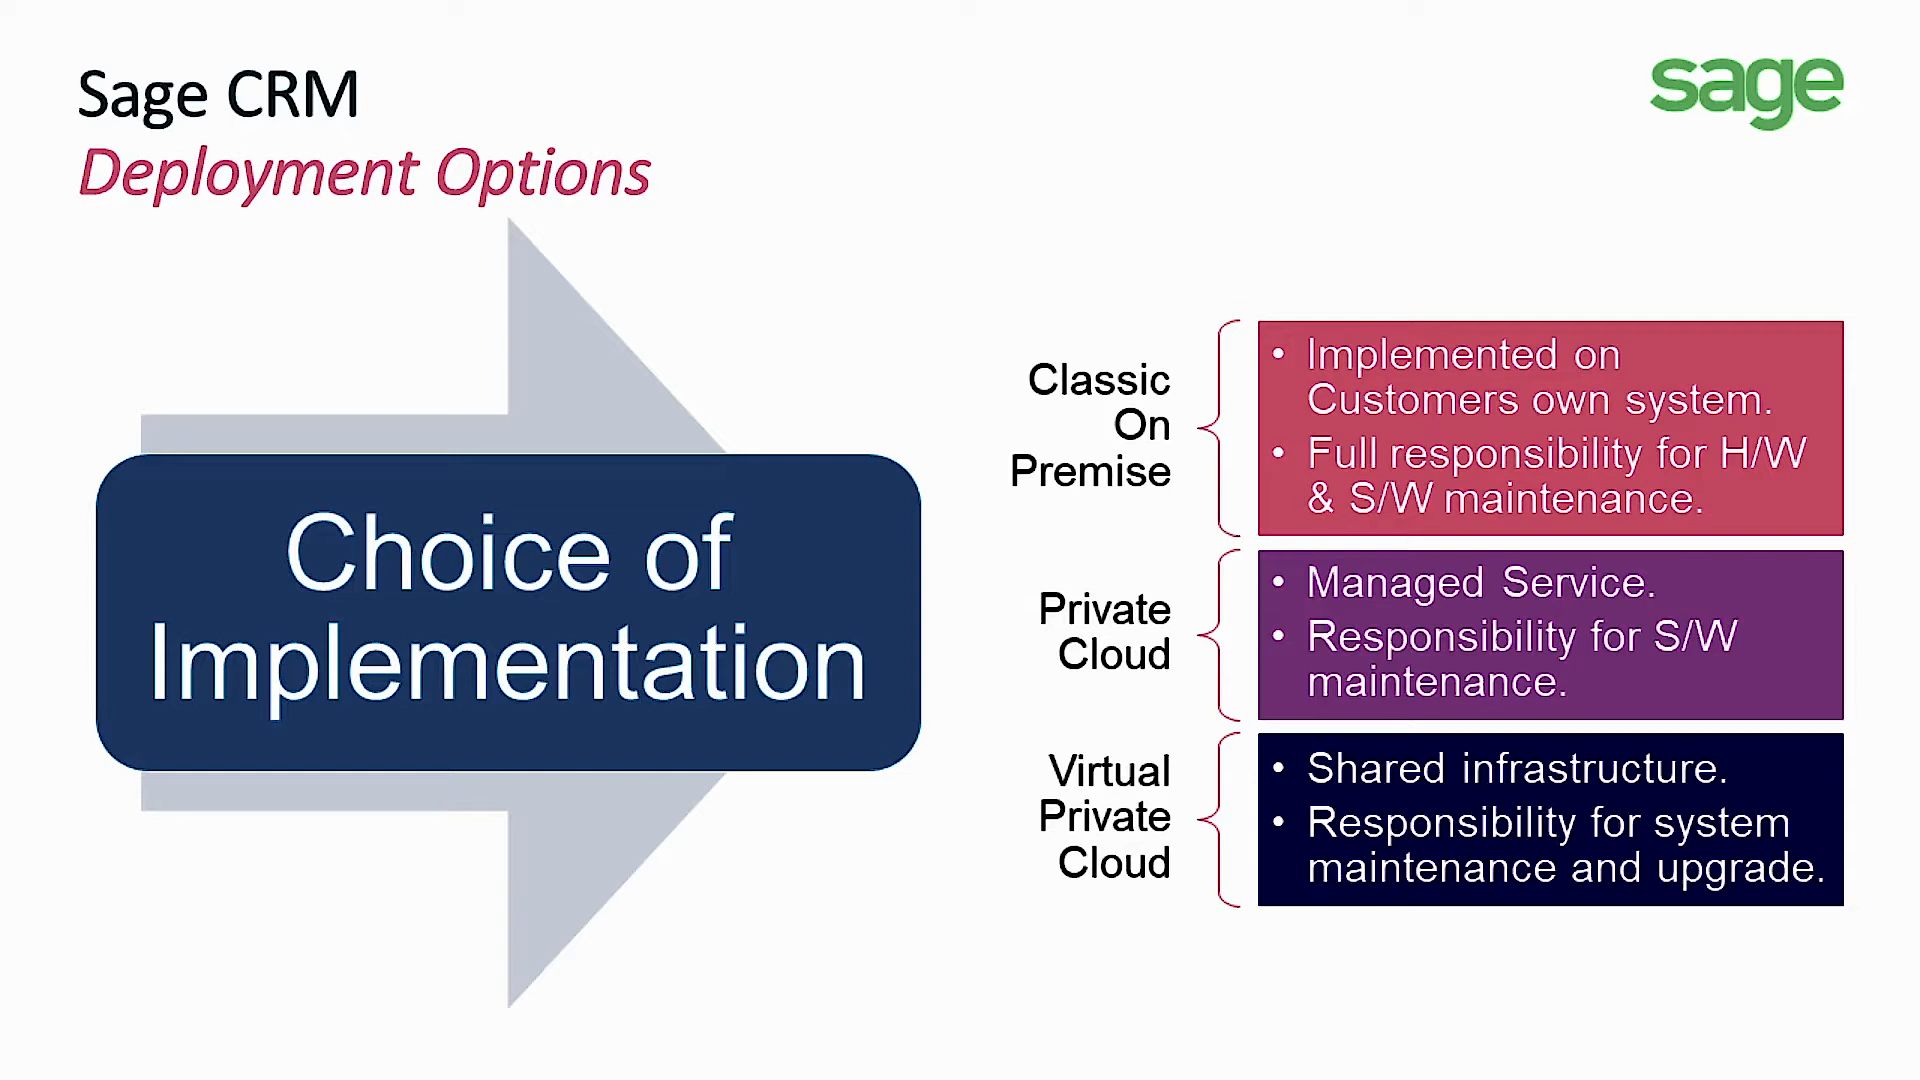 Sage CRM
Deployment Options
sage
Choice of
Implementation
Classic
On
Premise
• Implemented on
Customers own system.
• Full responsibility for H/W
& S/W maintenance.
Private
Cloud
• Managed Service.
• Responsibility for S/W
maintenance.
Virtual
Private
Cloud
• Shared infrastructure.
• Responsibility for system
maintenance and upgrade.